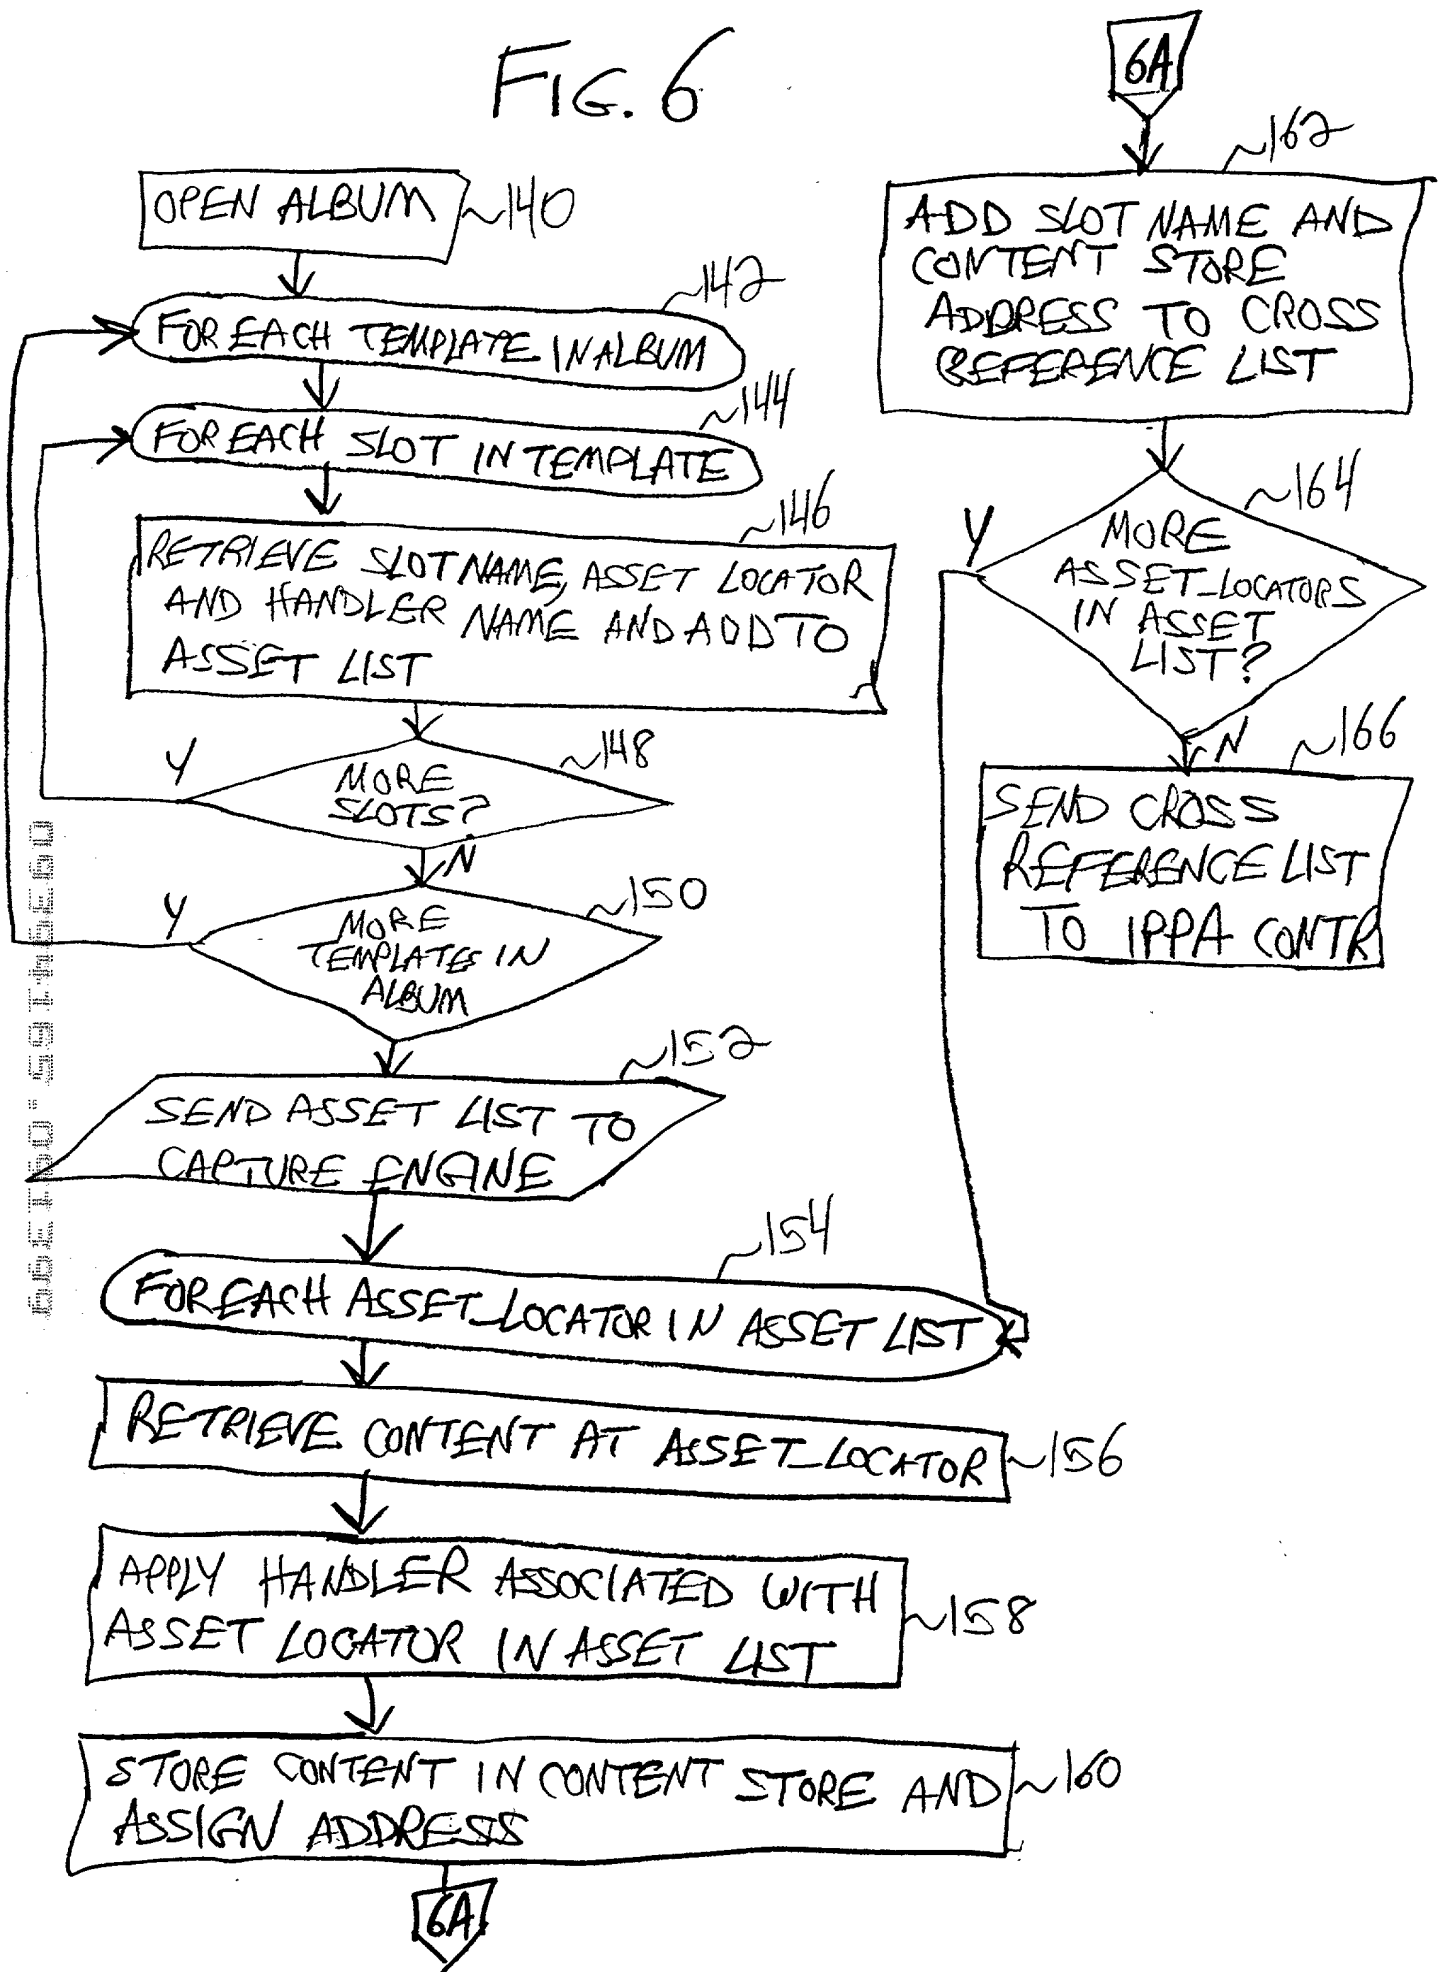 FIG. 6
OPEN ALBUM
140
142
FOR EACH TEMPLATE IN ALBUM
144
FOR EACH SLOT IN TEMPLATE
146
RETRIEVE SLOT NAME, ASSET LOCATOR
AND HANDLER NAME AND ADD TO
ASSET LIST
148
Y
MORE
SLOTS?
N
150
Y
MORE
TEMPLATES IN
ALBUM
152
SEND ASSET LIST TO
CAPTURE ENGINE
154
FOR EACH ASSET_LOCATOR IN ASSET LIST
RETRIEVE CONTENT AT ASSET_LOCATOR
156
APPLY HANDLER ASSOCIATED WITH
ASSET LOCATOR IN ASSET LIST
158
STORE CONTENT IN CONTENT STORE AND
ASSIGN ADDRESS
160
6A
6A
162
ADD SLOT NAME AND
CONTENT STORE
ADDRESS TO CROSS
REFERENCE LIST
164
Y
MORE
ASSET_LOCATORS
IN ASSET
LIST?
N
166
SEND CROSS
REFERENCE LIST
TO IPPA CONTR